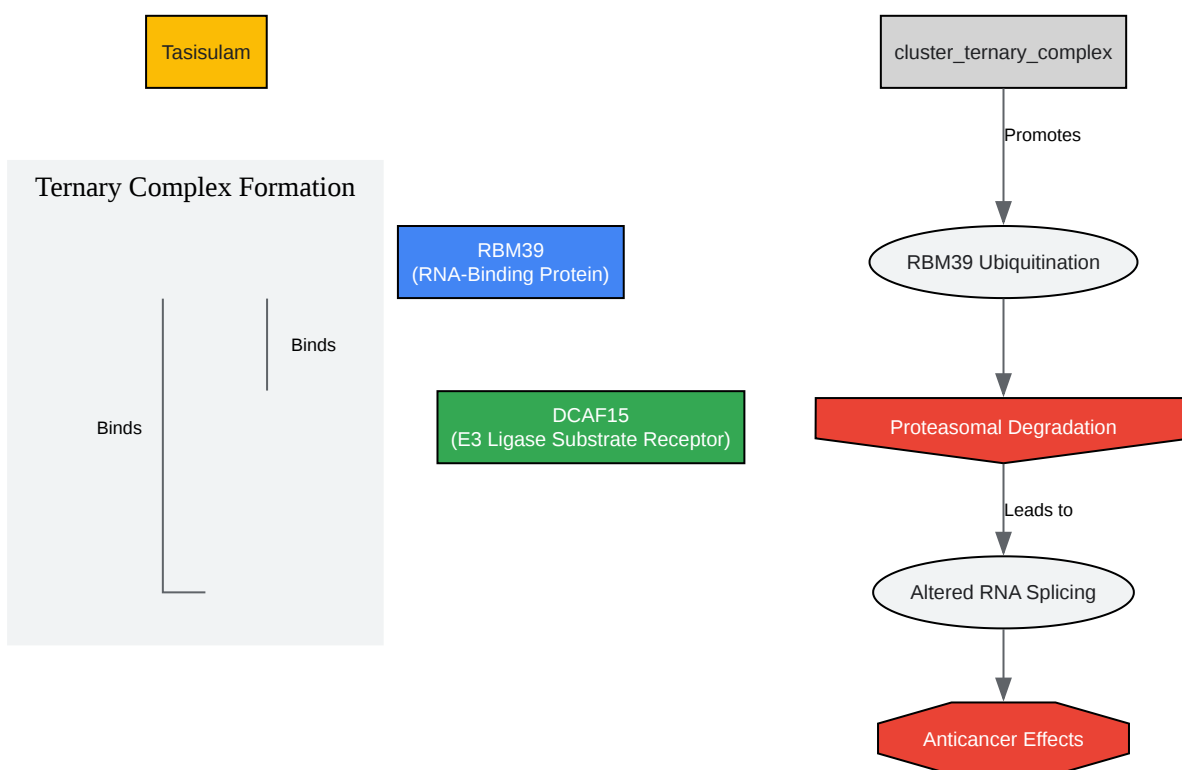 Tasisulam
cluster_ternary_complex
Promotes
Ternary Complex Formation
RBM39
(RNA-Binding Protein)
RBM39 Ubiquitination
Binds
DCAF15
(E3 Ligase Substrate Receptor)
Binds
Proteasomal Degradation
Leads to
Altered RNA Splicing
Anticancer Effects